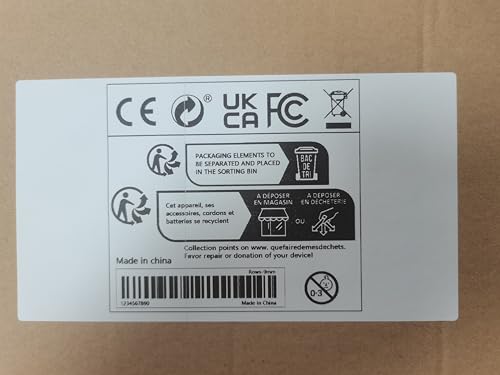 CE ® UK FC
CA
PACKAGING ELEMENTS TO
BE SEPARATED AND PLACED
IN THE SORTING BIN
BAC
DE
TRI
Cet appareil, ses
accessoires, cordons et
batteries se recyclent
A DÉPOSER
EN MAGASIN
OU
A DÉPOSER
EN DÉCHÈTERIE
Collection points on www. quefairedemesdechets.
Favor repair or donation of your device!
Made in china
1234567890
Made in China
0-3